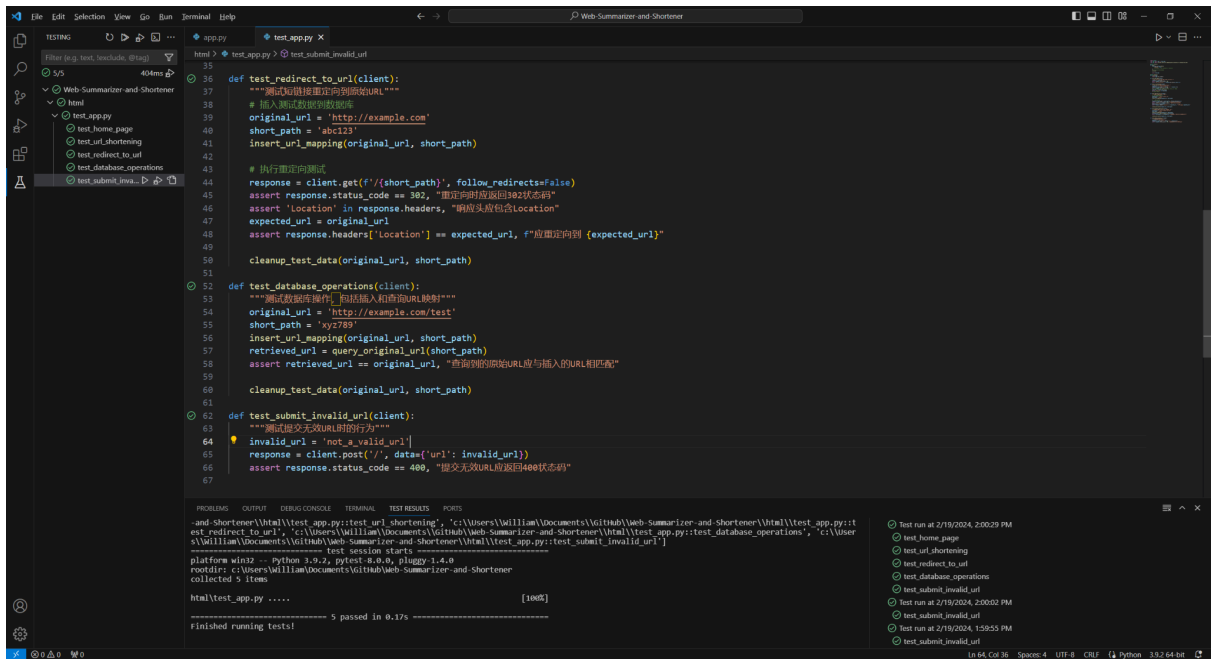 File Edit Selection View Go Run Terminal Help
Web-Summarizer-and-Shortener
TESTING
Filter (e.g. text, !exclude, @tag)
5/5 404ms
Web-Summarizer-and-Shortener
html
test_app.py
test_home_page
test_url_shortening
test_redirect_to_url
test_database_operations
test_submit_inva...
app.py
test_app.py
html > test_app.py > test_submit_invalid_url
35
36 def test_redirect_to_url(client):
37 """测试短链接重定向到原始URL"""
38 # 插入测试数据到数据库
39 original_url = 'http://example.com'
40 short_path = 'abc123'
41 insert_url_mapping(original_url, short_path)
42
43 # 执行重定向测试
44 response = client.get(f'/{short_path}', follow_redirects=False)
45 assert response.status_code == 302, "重定向时应返回302状态码"
46 assert 'Location' in response.headers, "响应头应包含Location"
47 expected_url = original_url
48 assert response.headers['Location'] == expected_url, f"应重定向到 {expected_url}"
49
50 cleanup_test_data(original_url, short_path)
51
52 def test_database_operations(client):
53 """测试数据库操作，包括插入和查询URL映射"""
54 original_url = 'http://example.com/test'
55 short_path = 'xyz789'
56 insert_url_mapping(original_url, short_path)
57 retrieved_url = query_original_url(short_path)
58 assert retrieved_url == original_url, "查询到的原始URL应与插入的URL相匹配"
59
60 cleanup_test_data(original_url, short_path)
61
62 def test_submit_invalid_url(client):
63 """测试提交无效URL时的行为"""
64 invalid_url = 'not_a_valid_url'
65 response = client.post('/', data={'url': invalid_url})
66 assert response.status_code == 400, "提交无效URL应返回400状态码"
67
PROBLEMS OUTPUT DEBUG CONSOLE TERMINAL TEST RESULTS PORTS
-and-Shortener\\html\\test_app.py::test_url_shortening', 'c:\\Users\\William\\Documents\\GitHub\\Web-Summarizer-and-Shortener\\html\\test_app.py::t
est_redirect_to_url', 'c:\\Users\\William\\Documents\\GitHub\\Web-Summarizer-and-Shortener\\html\\test_app.py::test_database_operations', 'c:\\User
s\\William\\Documents\\GitHub\\Web-Summarizer-and-Shortener\\html\\test_app.py::test_submit_invalid_url']
============================= test session starts =============================
platform win32 -- Python 3.9.2, pytest-8.0.0, pluggy-1.4.0
rootdir: c:\Users\William\Documents\GitHub\Web-Summarizer-and-Shortener
collected 5 items
html\test_app.py ..... [100%]
============================== 5 passed in 0.17s ==============================
Finished running tests!
Test run at 2/19/2024, 2:00:29 PM
test_home_page
test_url_shortening
test_redirect_to_url
test_database_operations
test_submit_invalid_url
Test run at 2/19/2024, 2:00:02 PM
test_submit_invalid_url
Test run at 2/19/2024, 1:59:55 PM
test_submit_invalid_url
0 0 0 Ln 64, Col 36 Spaces: 4 UTF-8 CRLF Python 3.9.2 64-bit